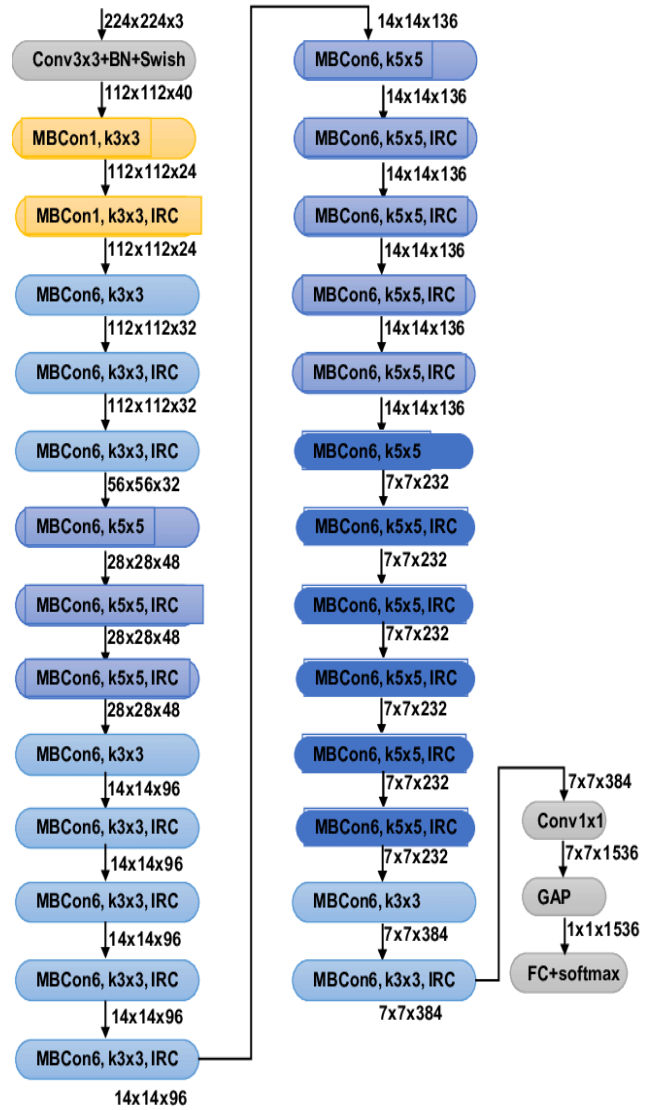 224x224x3
Conv3x3+BN+Swish
112x112x40
MBCon1, k3x3
112x112x24
MBCon1, k3x3, IRC
112x112x24
MBCon6, k3x3
112x112x32
MBCon6, k3x3, IRC
112x112x32
MBCon6, k3x3, IRC
56x56x32
MBCon6, k5x5
28x28x48
MBCon6, k5x5, IRC
28x28x48
MBCon6, k5x5, IRC
28x28x48
MBCon6, k3x3
14x14x96
MBCon6, k3x3, IRC
14x14x96
MBCon6, k3x3, IRC
14x14x96
MBCon6, k3x3, IRC
14x14x96
MBCon6, k3x3, IRC
14x14x96
14x14x136
MBCon6, k5x5
14x14x136
MBCon6, k5x5, IRC
14x14x136
MBCon6, k5x5, IRC
14x14x136
MBCon6, k5x5, IRC
14x14x136
MBCon6, k5x5, IRC
14x14x136
MBCon6, k5x5
7x7x232
MBCon6, k5x5, IRC
7x7x232
MBCon6, k5x5, IRC
7x7x232
MBCon6, k5x5, IRC
7x7x232
MBCon6, k5x5, IRC
7x7x232
MBCon6, k5x5, IRC
7x7x232
MBCon6, k3x3
7x7x384
MBCon6, k3x3, IRC
7x7x384
7x7x384
Conv1x1
7x7x1536
GAP
1x1x1536
FC+softmax